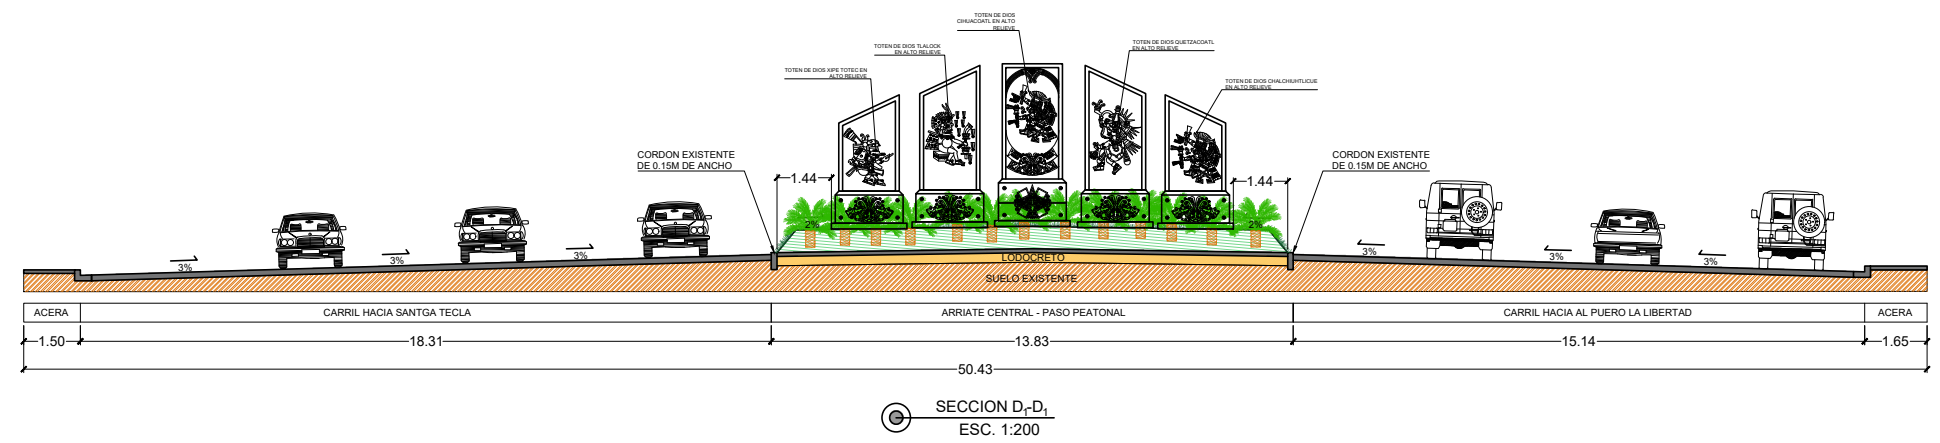 TOTEN DE DIOS
CIHUACOATL EN ALTO
RELIEVE
TOTEN DE DIOS TLALOCK
EN ALTO RELIEVE
TOTEN DE DIOS QUETZACOATL
EN ALTO RELIEVE
TOTEN DE DIOS XIPE TOTEC EN
ALTO RELIEVE
TOTEN DE DIOS CHALCHIUHTLICUE
EN ALTO RELIEVE
CORDON EXISTENTE
DE 0.15M DE ANCHO
CORDON EXISTENTE
DE 0.15M DE ANCHO
1.44
1.44
2%
2%
3%
3%
3%
3%
3%
3%
LODOCRETO
SUELO EXISTENTE
ACERA
CARRIL HACIA SANTGA TECLA
ARRIATE CENTRAL - PASO PEATONAL
CARRIL HACIA AL PUERO LA LIBERTAD
ACERA
1.50
18.31
13.83
15.14
1.65
50.43
SECCION D1-D1
ESC. 1:200